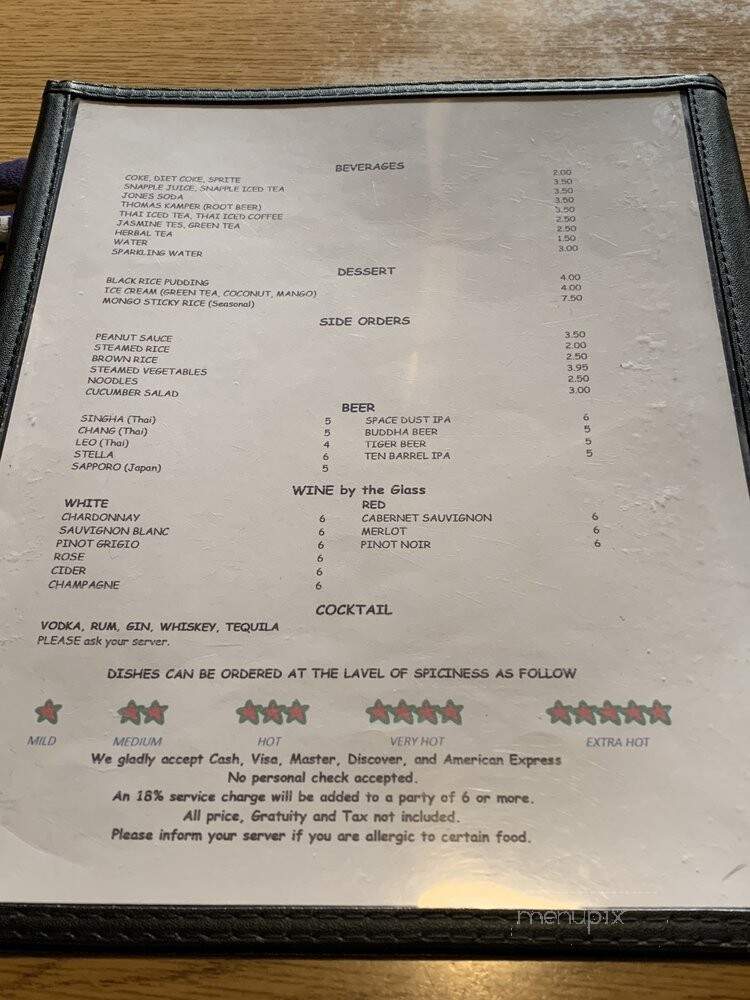 BEVERAGES
COKE, DIET COKE, SPRITE 2.00
SNAPPLE JUICE, SNAPPLE ICED TEA 3.50
JONES SODA 3.50
THOMAS KAMPER (ROOT BEER) 3.50
THAI ICED TEA, THAI ICED COFFEE 3.50
JASMINE TES, GREEN TEA 2.50
HERBAL TEA 2.50
WATER 1.50
SPARKLING WATER 3.00
DESSERT
BLACK RICE PUDDING 4.00
ICE CREAM (GREEN TEA, COCONUT, MANGO) 4.00
MONGO STICKY RICE (Seasonal) 7.50
SIDE ORDERS
PEANUT SAUCE 3.50
STEAMED RICE 2.00
BROWN RICE 2.50
STEAMED VEGETABLES 3.95
NOODLES 2.50
CUCUMBER SALAD 3.00
BEER
SINGHA (Thai) 5 SPACE DUST IPA 6
CHANG (Thai) 5 BUDDHA BEER 5
LEO (Thai) 4 TIGER BEER 5
STELLA 6 TEN BARREL IPA 5
SAPPORO (Japan) 5
WINE by the Glass
WHITE RED
CHARDONNAY 6 CABERNET SAUVIGNON 6
SAUVIGNON BLANC 6 MERLOT 6
PINOT GRIGIO 6 PINOT NOIR 6
ROSE 6
CIDER 6
CHAMPAGNE 6
COCKTAIL
VODKA, RUM, GIN, WHISKEY, TEQUILA
PLEASE ask your server.
DISHES CAN BE ORDERED AT THE LAVEL OF SPICINESS AS FOLLOW
MILD MEDIUM HOT VERY HOT EXTRA HOT
We gladly accept Cash, Visa, Master, Discover, and American Express
No personal check accepted.
An 18% service charge will be added to a party of 6 or more.
All price, Gratuity and Tax not included.
Please inform your server if you are allergic to certain food.
menupix